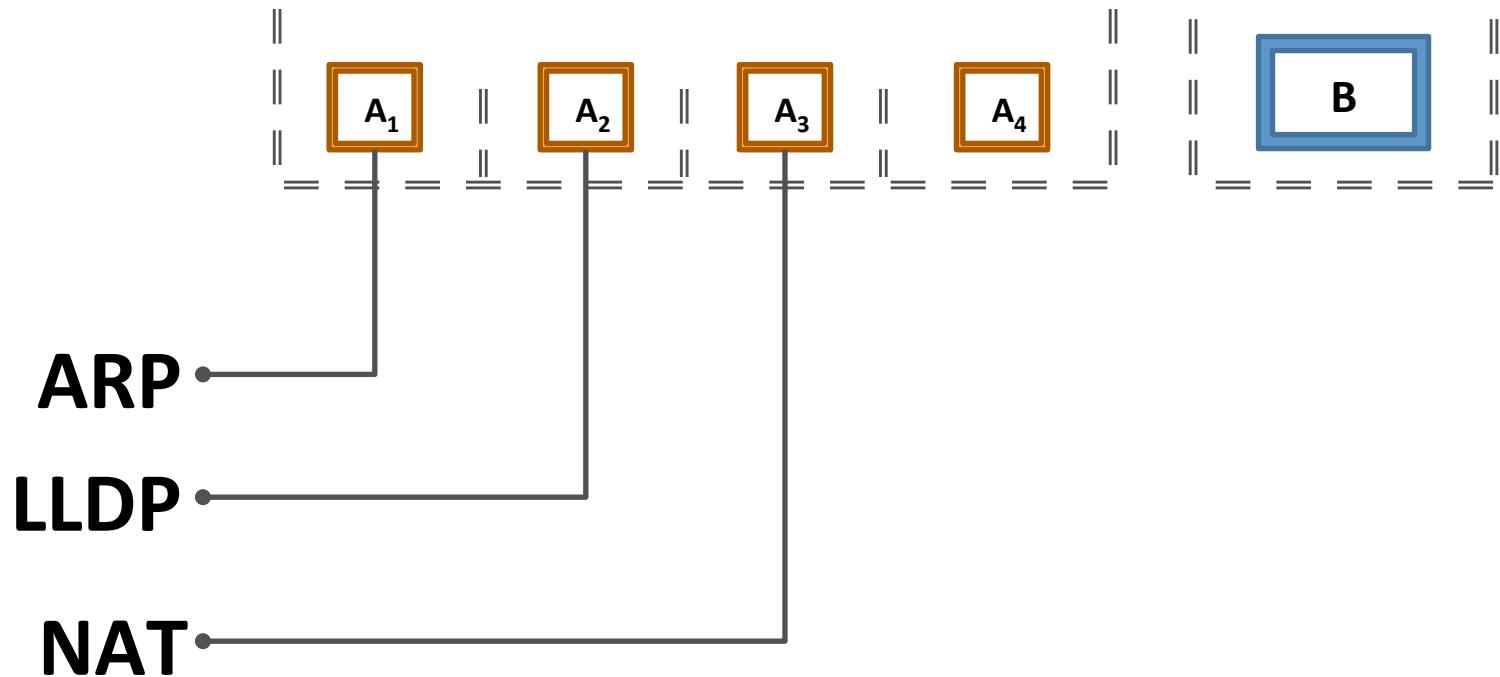 A₁ A₂ A₃ A₄ B
ARP
LLDP
NAT